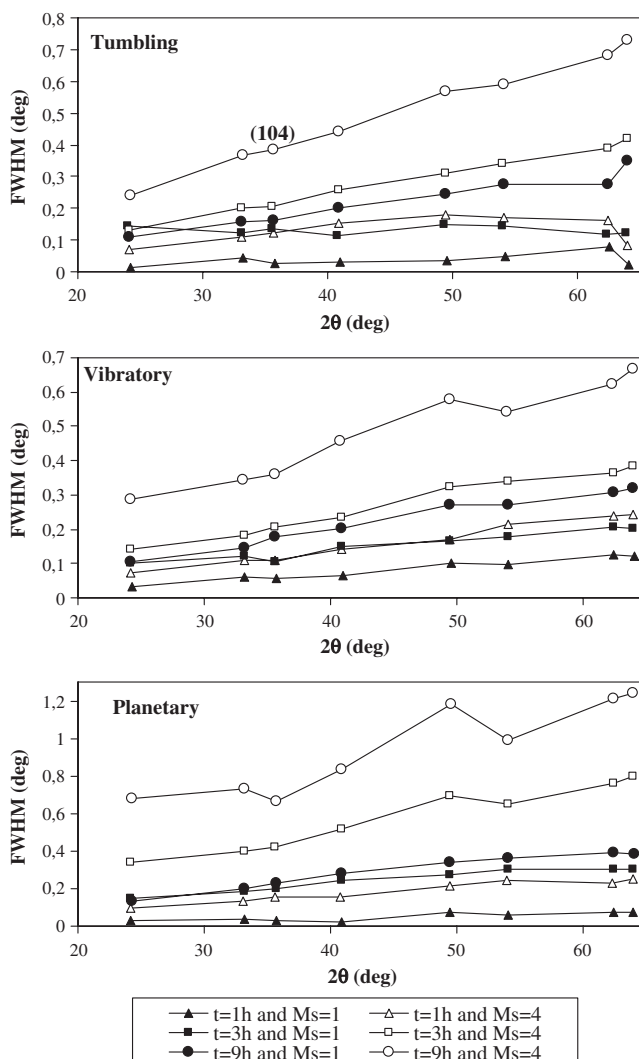 Tumbling
0,8
0,7
0,6
0,5
0,4
0,3
0,2
0,1
0
FWHM (deg)
(104)
20 30 40 50 60
2θ (deg)
Vibratory
0,7
0,6
0,5
0,4
0,3
0,2
0,1
0
FWHM (deg)
20 30 40 50 60
2θ (deg)
Planetary
1,2
1
0,8
0,6
0,4
0,2
0
FWHM (deg)
20 30 40 50 60
2θ (deg)
t=1h and Ms=1 t=1h and Ms=4
t=3h and Ms=1 t=3h and Ms=4
t=9h and Ms=1 t=9h and Ms=4